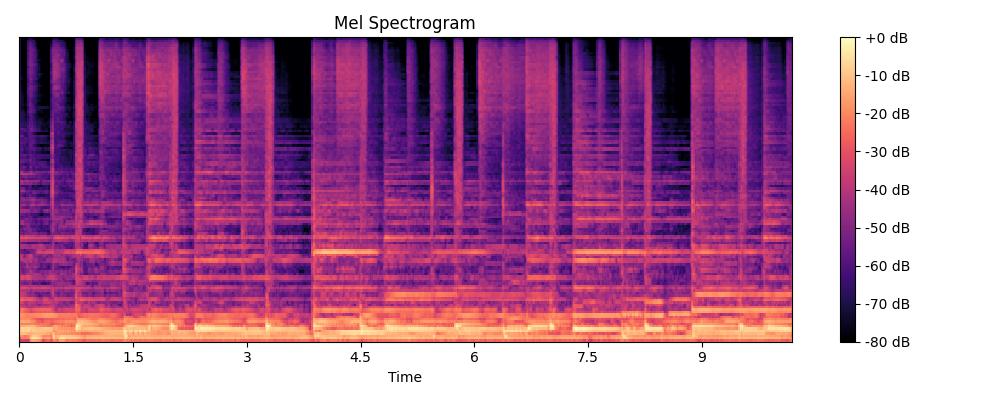 Mel Spectrogram
+0 dB
-10 dB
-20 dB
-30 dB
-40 dB
-50 dB
-60 dB
-70 dB
-80 dB
0 1.5 3 4.5 6 7.5 9
Time